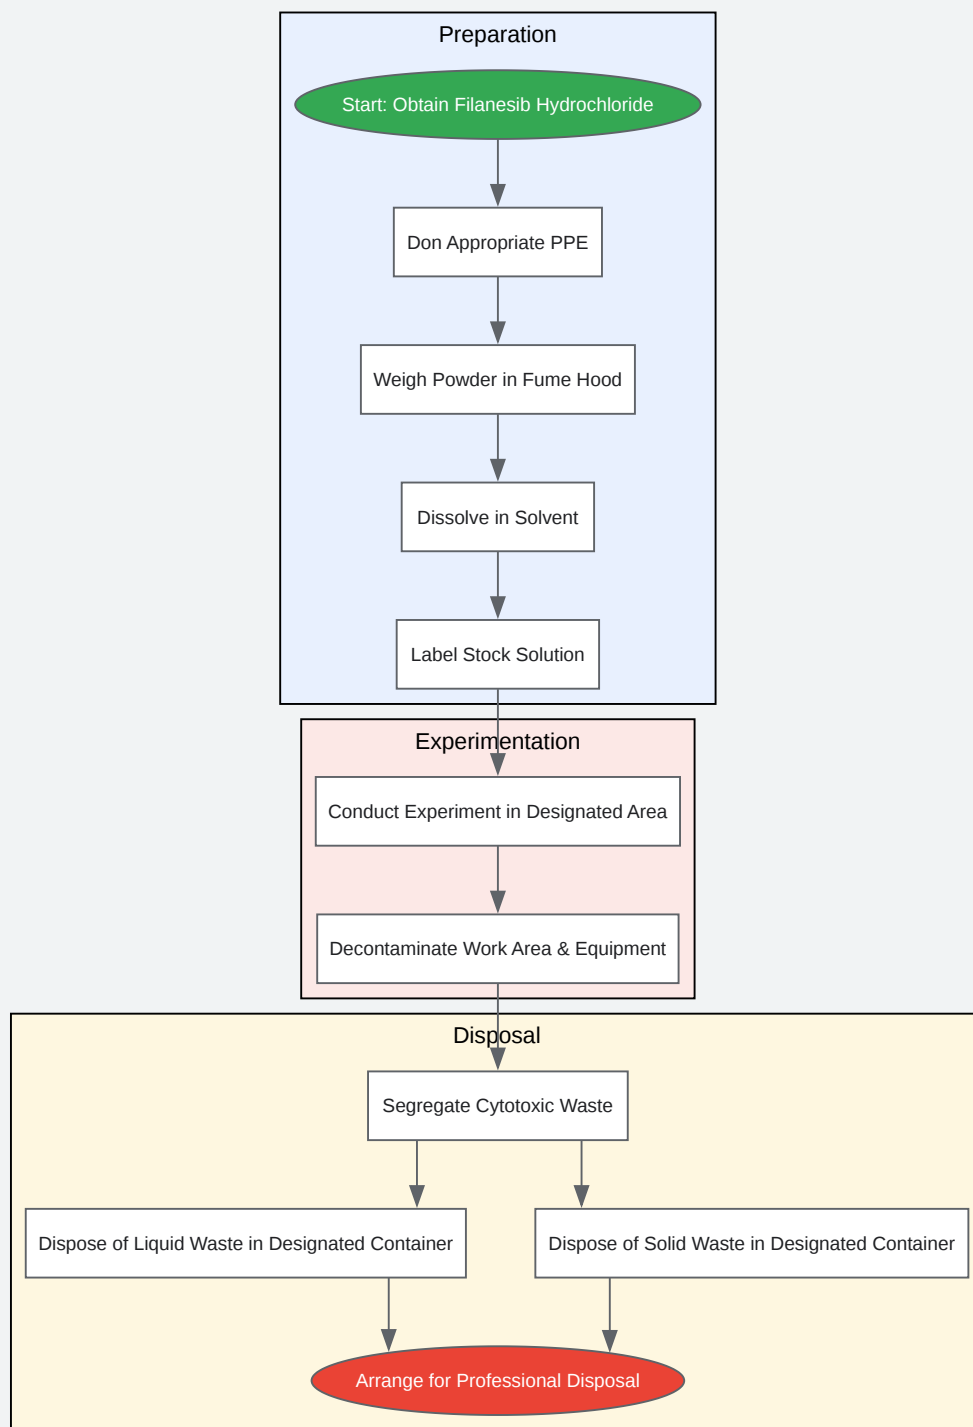 Preparation
Start: Obtain Filanesib Hydrochloride
Don Appropriate PPE
Weigh Powder in Fume Hood
Dissolve in Solvent
Label Stock Solution
Experimentation
Conduct Experiment in Designated Area
Decontaminate Work Area & Equipment
Disposal
Segregate Cytotoxic Waste
Dispose of Liquid Waste in Designated Container
Dispose of Solid Waste in Designated Container
Arrange for Professional Disposal